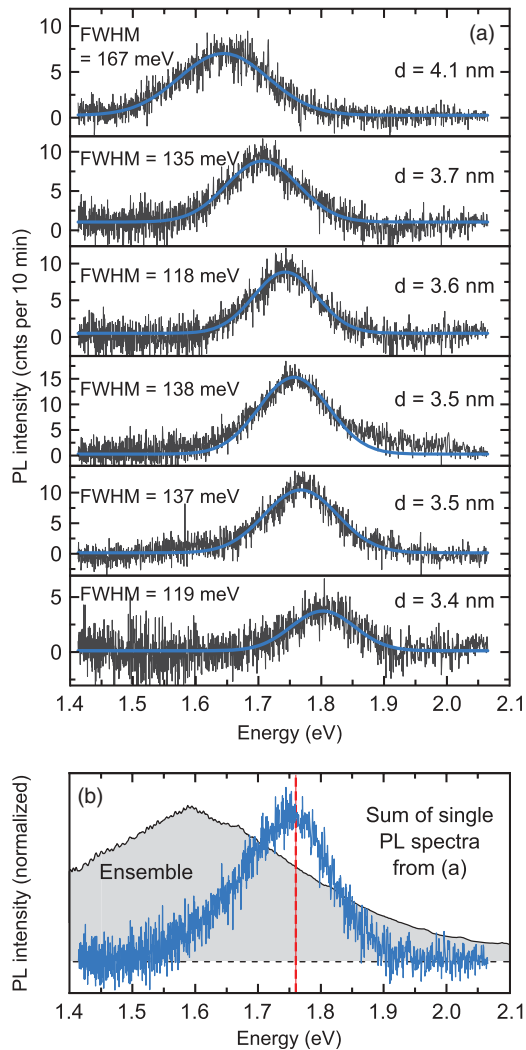 (a)
FWHM
= 167 meV
d = 4.1 nm
10
5
0
FWHM = 135 meV
d = 3.7 nm
10
5
0
FWHM = 118 meV
d = 3.6 nm
10
5
0
FWHM = 138 meV
d = 3.5 nm
15
10
5
0
FWHM = 137 meV
d = 3.5 nm
10
5
0
FWHM = 119 meV
d = 3.4 nm
5
0
PL intensity (cnts per 10 min)
1.4 1.5 1.6 1.7 1.8 1.9 2.0 2.1
Energy (eV)
(b)
Sum of single
PL spectra
from (a)
Ensemble
PL intensity (normalized)
1.4 1.5 1.6 1.7 1.8 1.9 2.0 2.1
Energy (eV)